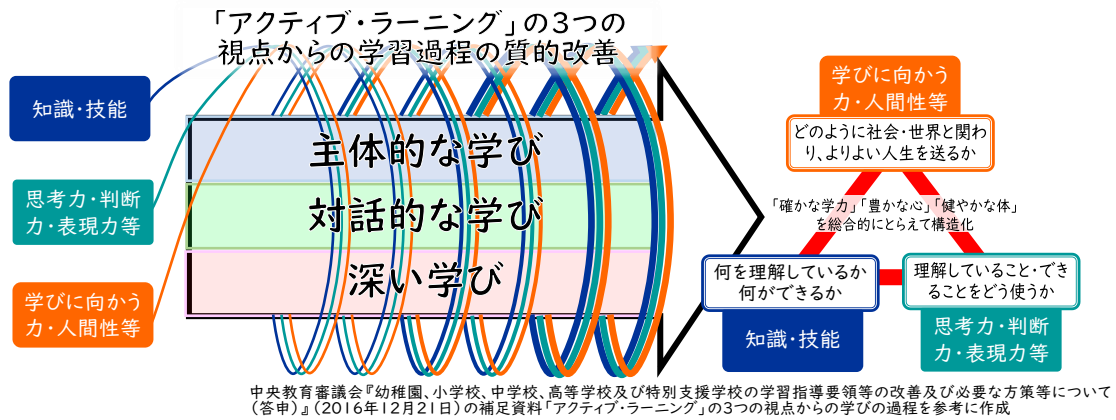 「アクティブ・ラーニング」の３つの
視点からの学習過程の質的改善
知識・技能
思考力・判断
力・表現力等
学びに向かう
力・人間性等
主体的な学び
対話的な学び
深い学び
学びに向かう
力・人間性等
どのように社会・世界と関わ
り、よりよい人生を送るか
「確かな学力」「豊かな心」「健やかな体」
を総合的にとらえて構造化
何を理解しているか
何ができるか
知識・技能
理解していること・でき
ることをどう使うか
思考力・判断
力・表現力等
中央教育審議会『幼稚園、小学校、中学校、高等学校及び特別支援学校の学習指導要領等の改善及び必要な方策等について
（答申）』（2016年12月21日）の補足資料「アクティブ・ラーニング」の3つの視点からの学びの過程を参考に作成